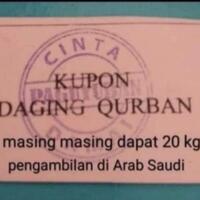 CINTA
KUPON
DAGING QURBAN
masing masing dapat 20 kg
pengambilan di Arab Saudi